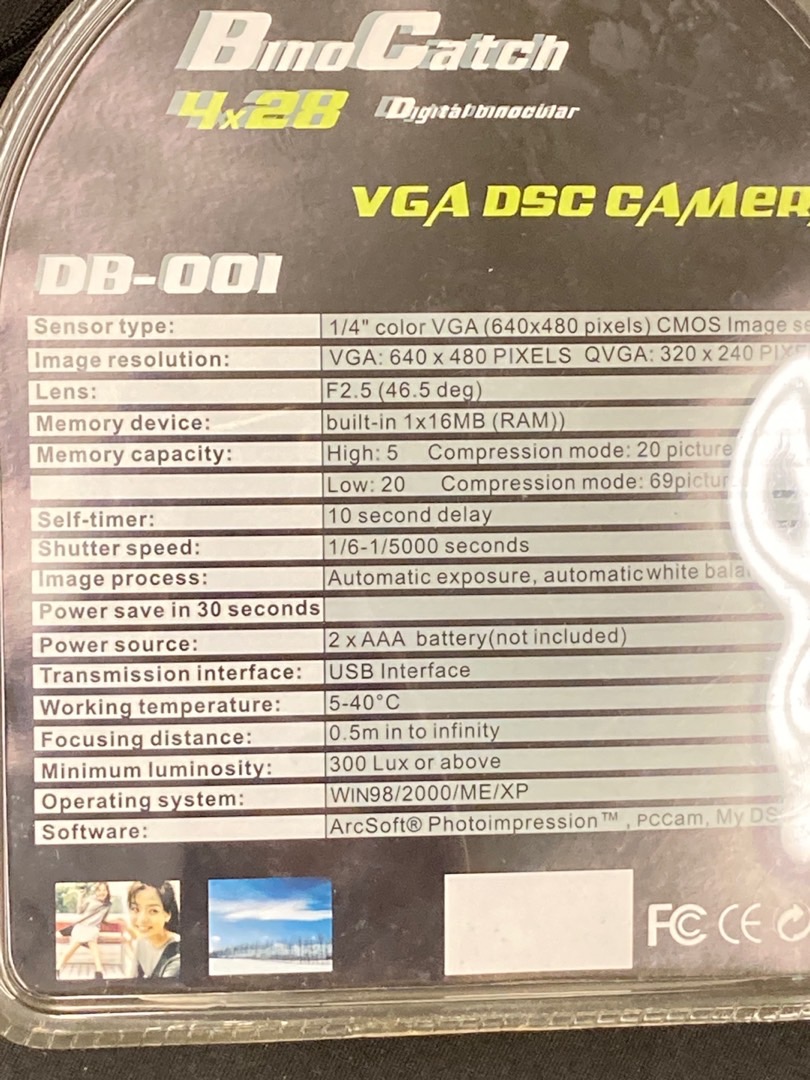 BinoCatch
4x28 Digital binocular
VGA DSC CAMER
DB-001
Sensor type: 1/4" color VGA (640x480 pixels) CMOS Image se
Image resolution: VGA: 640 x 480 PIXELS QVGA: 320 x 240 PIXE
Lens: F2.5 (46.5 deg)
Memory device: built-in 1x16MB (RAM))
Memory capacity: High: 5 Compression mode: 20 picture
Low: 20 Compression mode: 69pictur
Self-timer: 10 second delay
Shutter speed: 1/6-1/5000 seconds
Image process: Automatic exposure, automatic white bala
Power save in 30 seconds
Power source: 2 x AAA battery(not included)
Transmission interface: USB Interface
Working temperature: 5-40°C
Focusing distance: 0.5m in to infinity
Minimum luminosity: 300 Lux or above
Operating system: WIN98/2000/ME/XP
Software: ArcSoft® Photoimpression™ , PCCam, My DS
FC CE